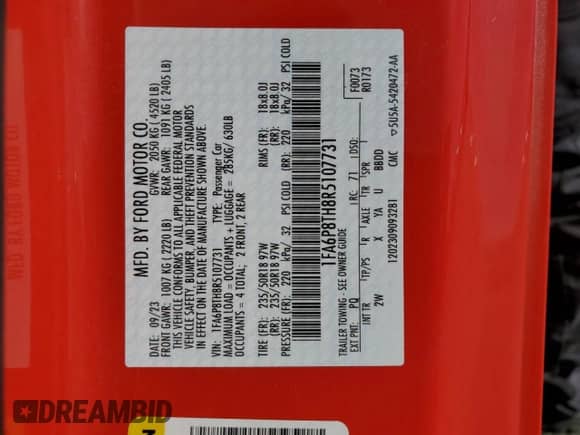 MFD. BY FORD MOTOR CO.
DATE: 09/23 GVWR: 2050 KG (4520 LB)
FRONT GAWR: 1007 KG (2220 LB) REAR GAWR: 1091 KG (2405 LB)
THIS VEHICLE CONFORMS TO ALL APPLICABLE FEDERAL MOTOR
VEHICLE SAFETY, BUMPER, AND THEFT PREVENTION STANDARDS
IN EFFECT ON THE DATE OF MANUFACTURE SHOWN ABOVE.
VIN: 1FA6P8TH8R5107731 TYPE: Passenger Car
MAXIMUM LOAD = OCCUPANTS + LUGGAGE = 285KG/ 630LB
OCCUPANTS = 4 TOTAL; 2 FRONT, 2 REAR
TIRE (FR): 235/50R18 97W RIMS (FR): 18x8.0J
(RR): 235/50R18 97W (RR): 18x8.0J
PRESSURE (FR): 220 kPa/ 32 PSI COLD (RR): 220 kPa/ 32 PSI COLD
1FA6P8TH8R5107731
TRAILER TOWING - SEE OWNER GUIDE
F0073
R0173
EXT PNT: PQ RC: 71 DSO:
INT TR TP/PS R AXLE TR SPR
2W X YA U BBDD
1202309093281 CMC 5U5A-5420472-AA
DREAMBID